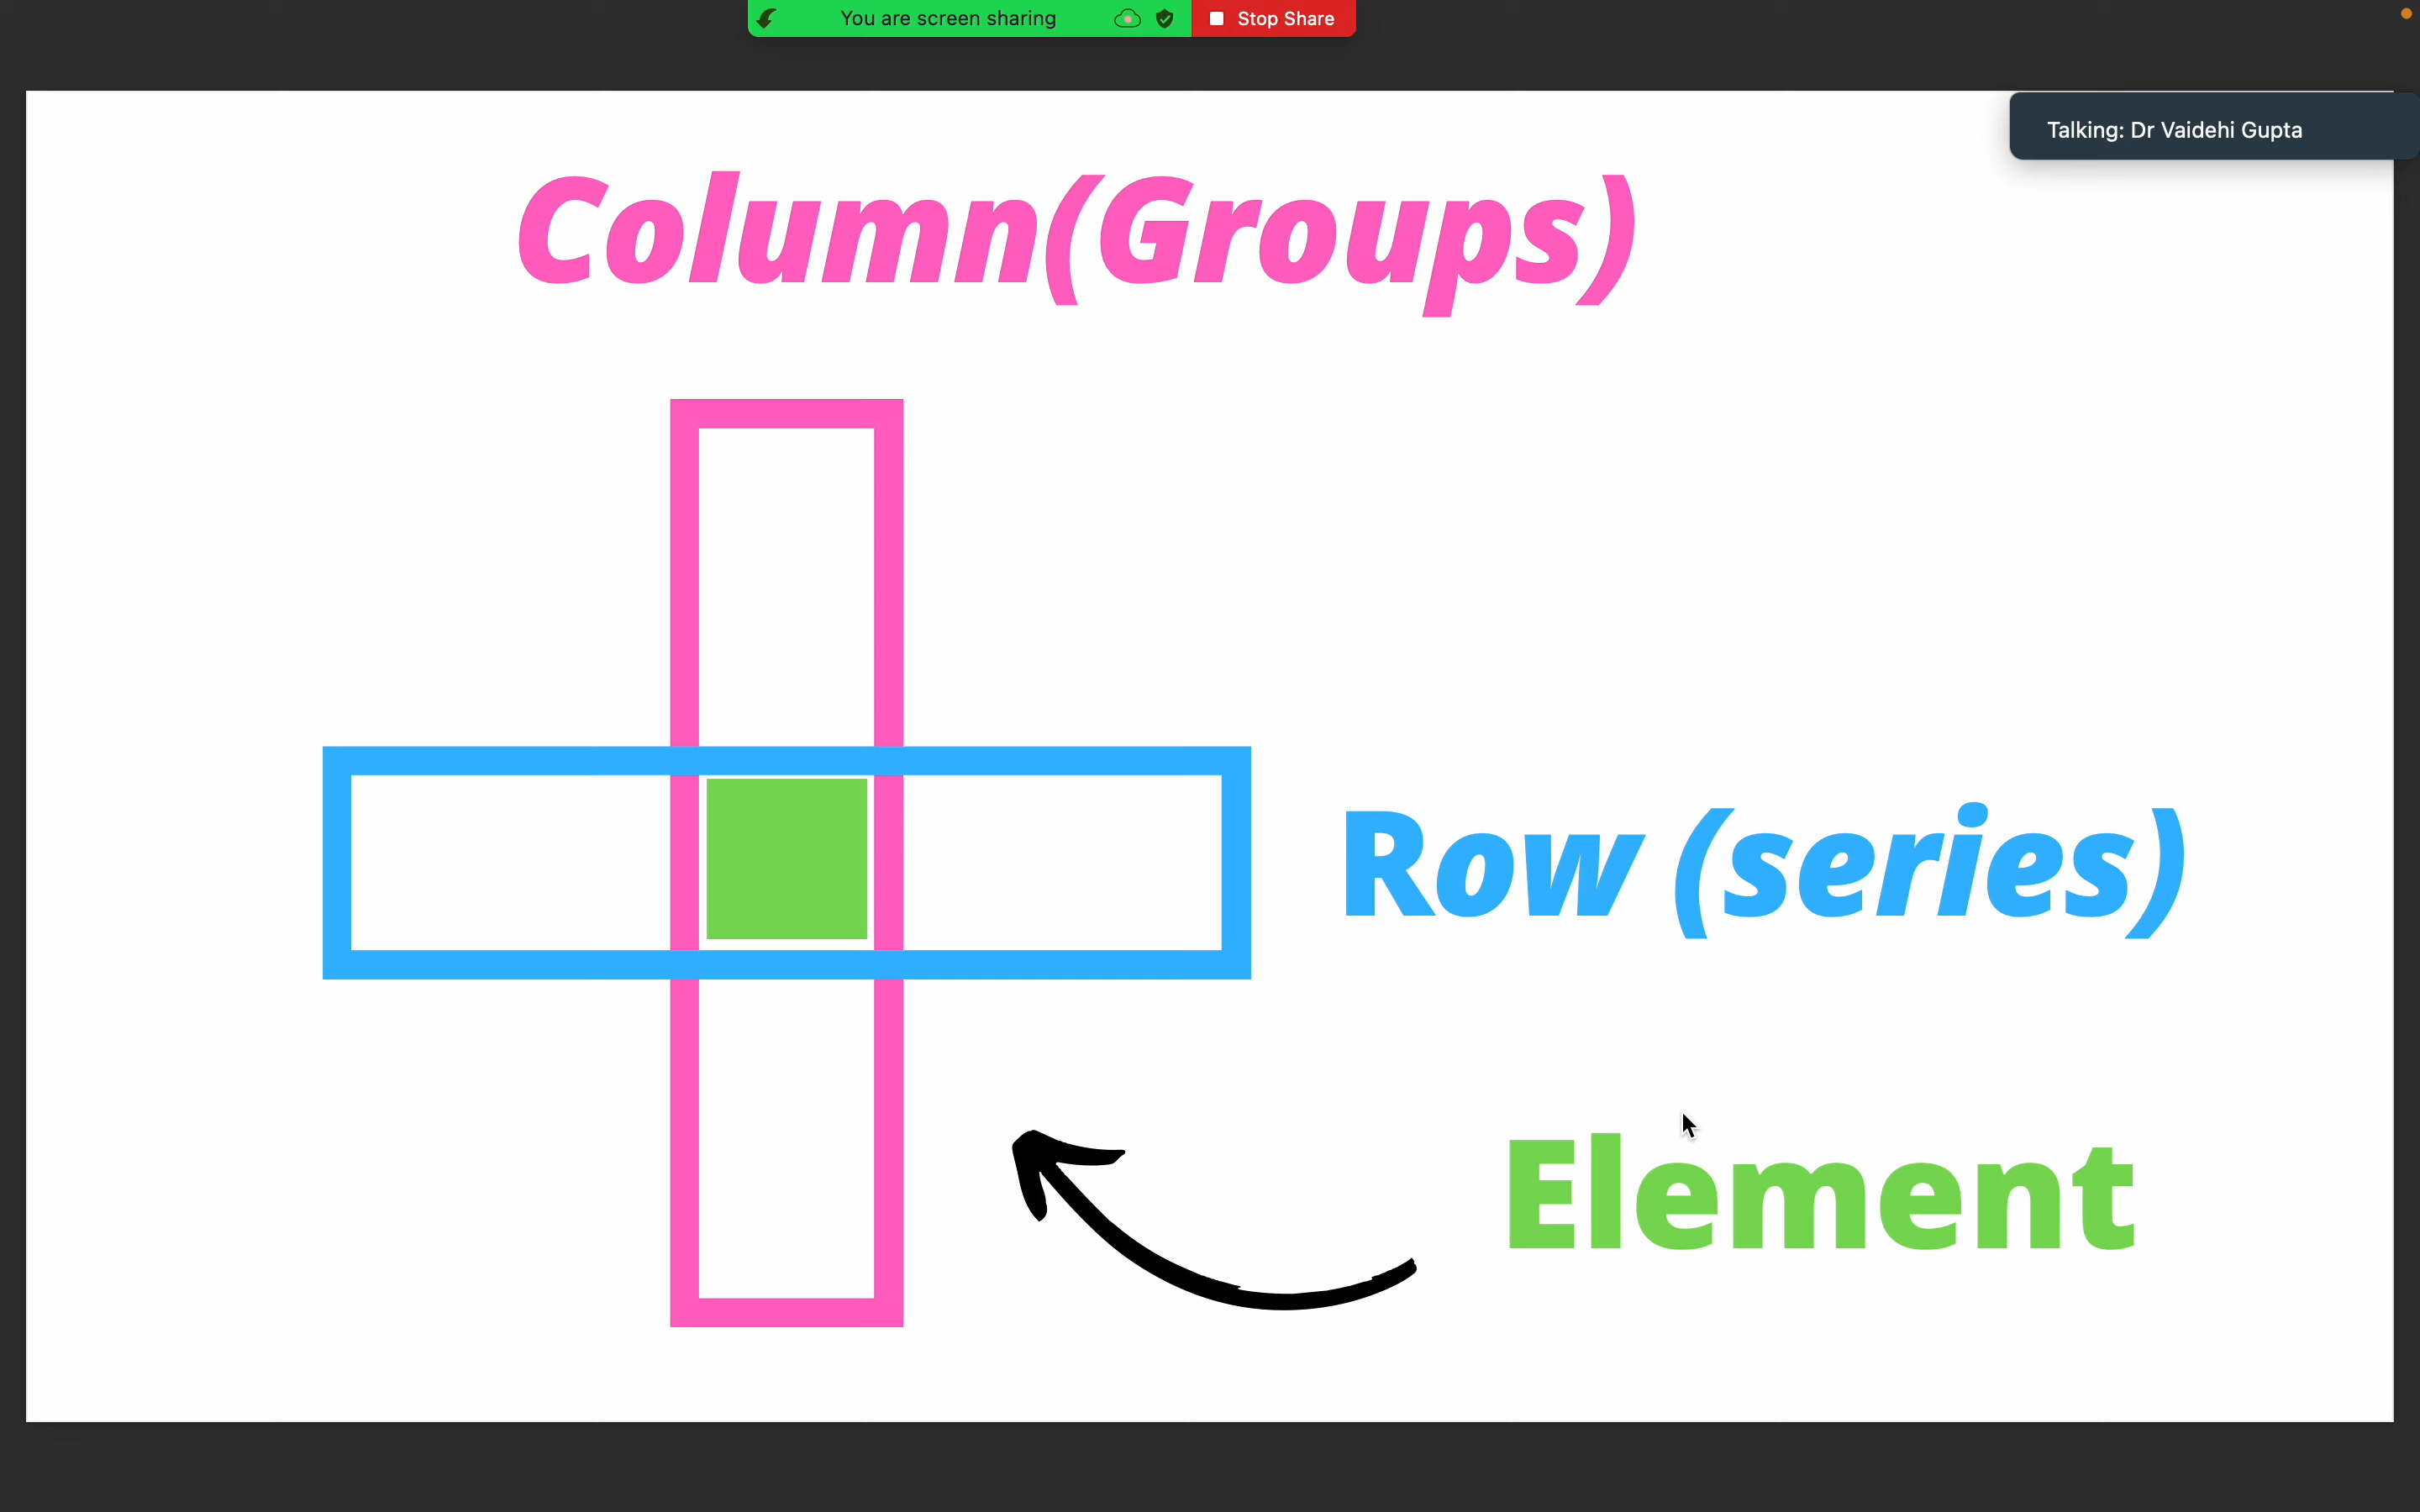 You are screen sharing
Stop Share
Talking: Dr Vaidehi Gupta
Column(Groups)
Row (series)
Element